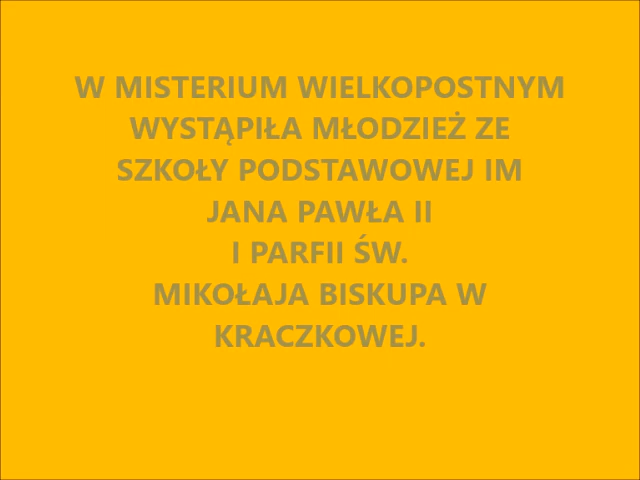 W MISTERIUM WIELKOPOSTNYM
WYSTĄPIŁA MŁODZIEŻ ZE
SZKOŁY PODSTAWOWEJ IM
JANA PAWŁA II
I PARFII ŚW.
MIKOŁAJA BISKUPA W
KRACZKOWEJ.